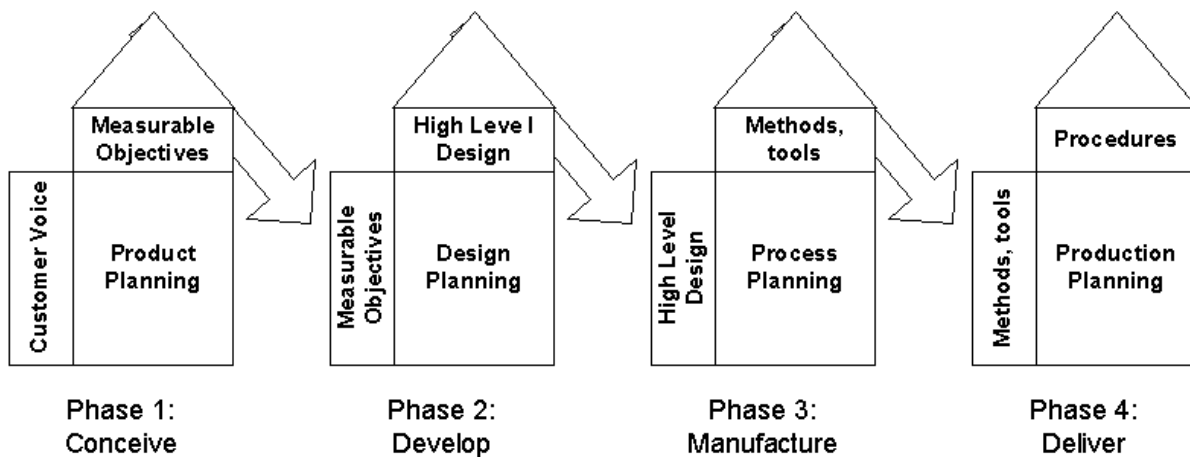 Measurable
Objectives
Customer Voice
Product
Planning
Phase 1:
Conceive
High Level
Design
Measurable
Objectives
Design
Planning
Phase 2:
Develop
Methods,
tools
High Level
Design
Process
Planning
Phase 3:
Manufacture
Procedures
Methods, tools
Production
Planning
Phase 4:
Deliver